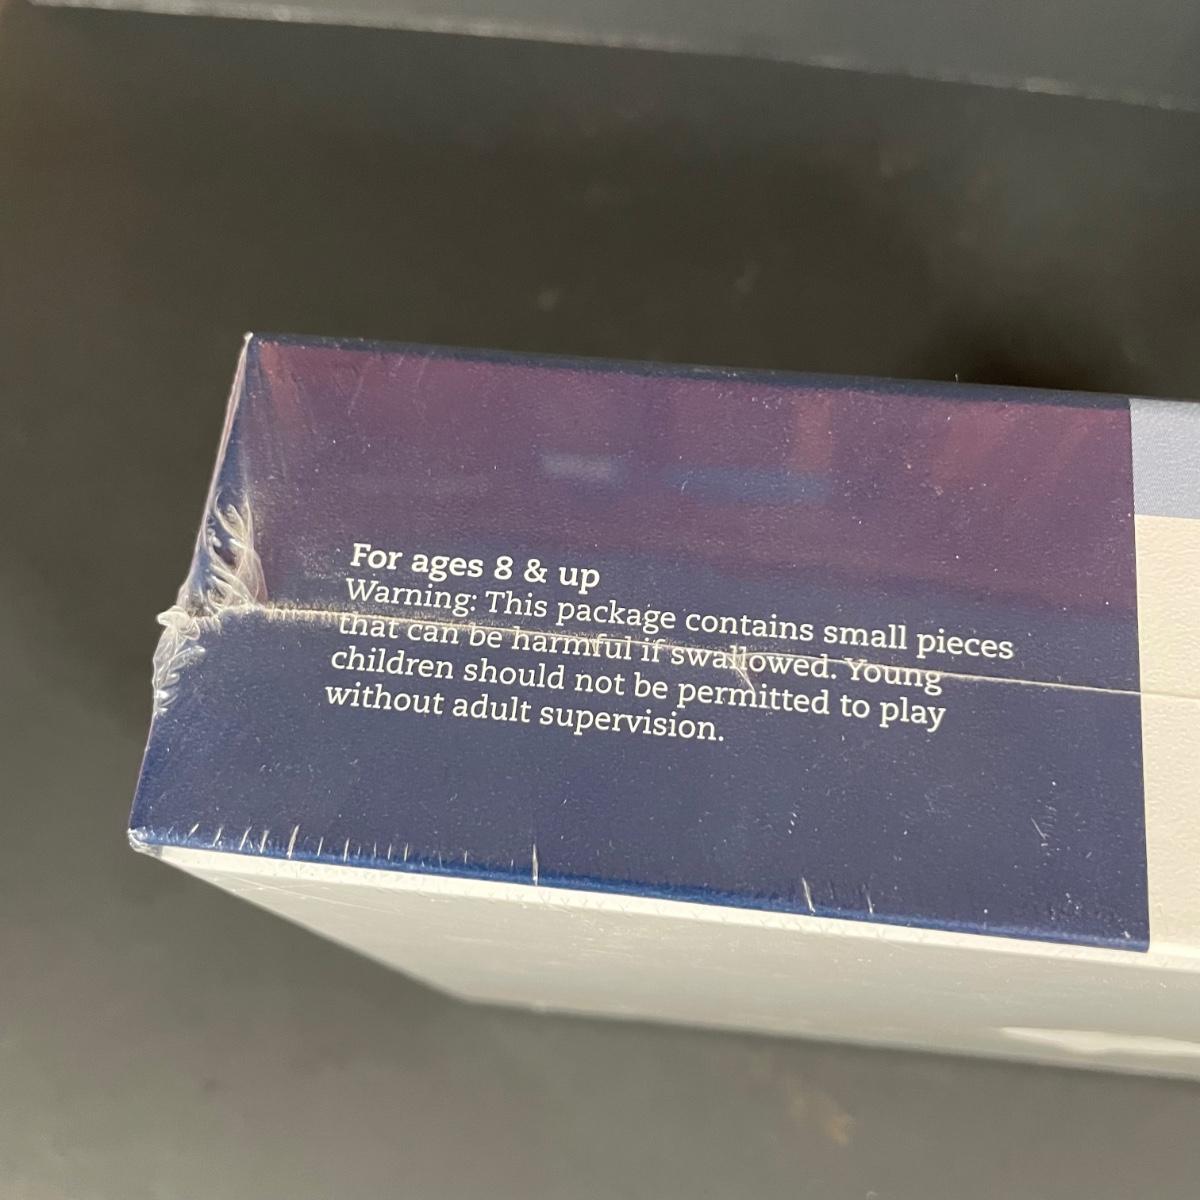 For ages 8 & up
Warning: This package contains small pieces
that can be harmful if swallowed. Young
children should not be permitted to play
without adult supervision.